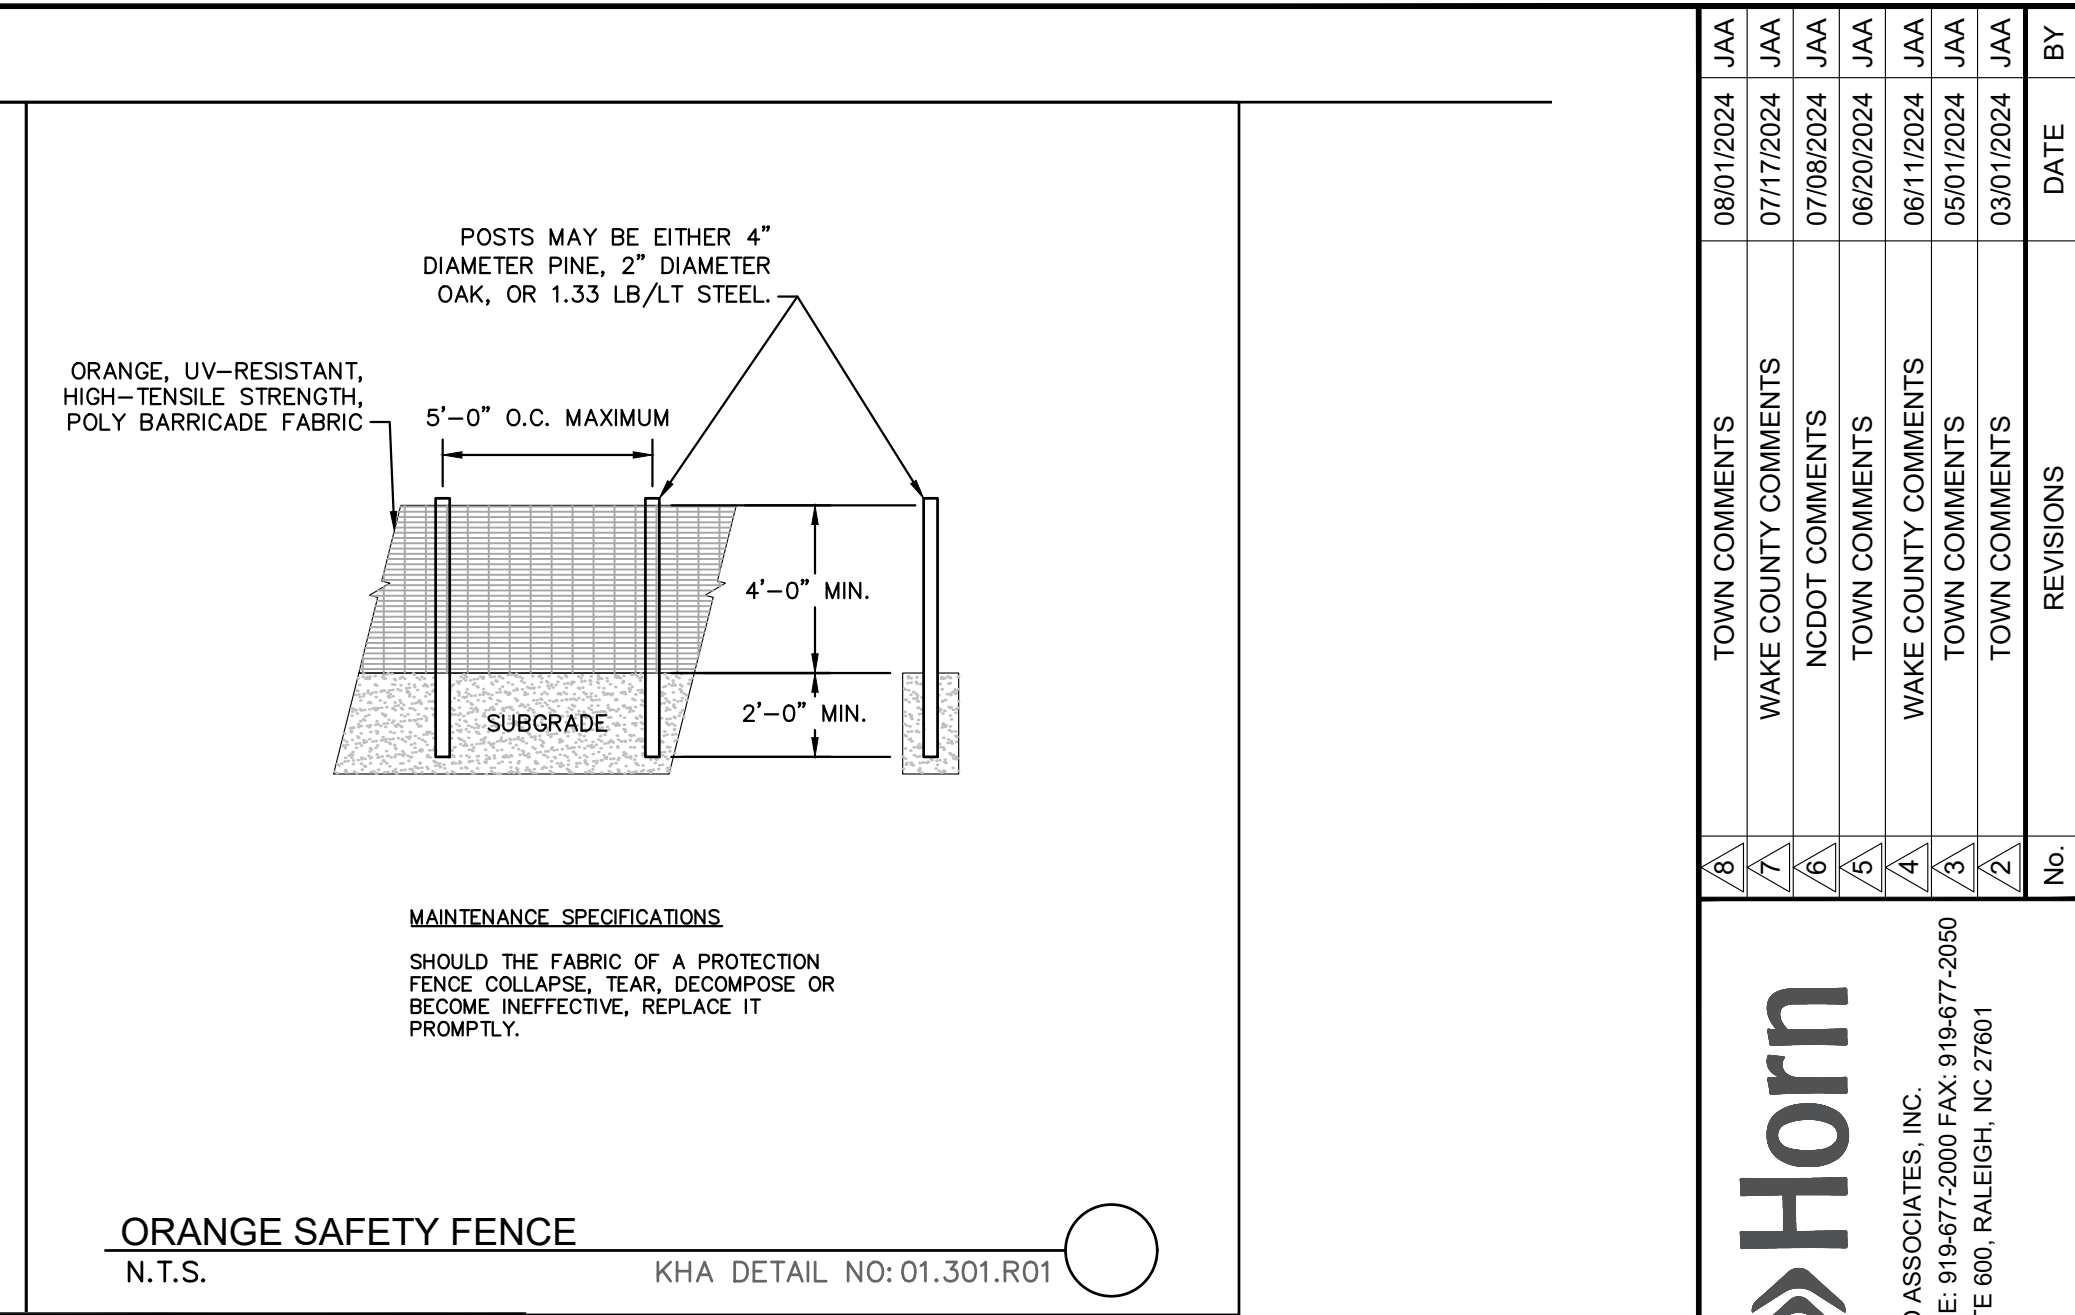 POSTS MAY BE EITHER 4"
DIAMETER PINE, 2" DIAMETER
OAK, OR 1.33 LB/LT STEEL.
ORANGE, UV-RESISTANT,
HIGH-TENSILE STRENGTH,
POLY BARRICADE FABRIC
5'-0" O.C. MAXIMUM
4'-0" MIN.
2'-0" MIN.
SUBGRADE
MAINTENANCE SPECIFICATIONS
SHOULD THE FABRIC OF A PROTECTION
FENCE COLLAPSE, TEAR, DECOMPOSE OR
BECOME INEFFECTIVE, REPLACE IT
PROMPTLY.
ORANGE SAFETY FENCE
N.T.S.
KHA DETAIL NO: 01.301.R01
8 TOWN COMMENTS 08/01/2024 JAA
7 WAKE COUNTY COMMENTS 07/17/2024 JAA
6 NCDOT COMMENTS 07/08/2024 JAA
5 TOWN COMMENTS 06/20/2024 JAA
4 WAKE COUNTY COMMENTS 06/11/2024 JAA
3 TOWN COMMENTS 05/01/2024 JAA
2 TOWN COMMENTS 03/01/2024 JAA
No. REVISIONS DATE BY
Horn
ASSOCIATES, INC.
E: 919-677-2000 FAX: 919-677-2050
TE 600, RALEIGH, NC 27601